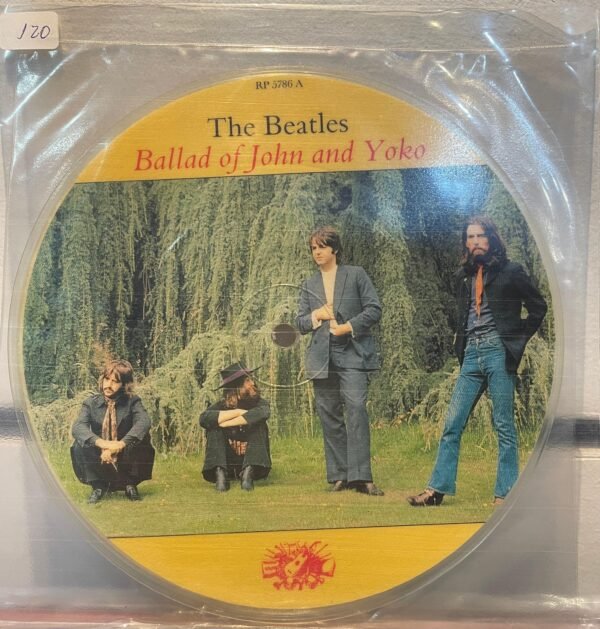 120
RP 5786 A
The Beatles
Ballad of John and Yoko